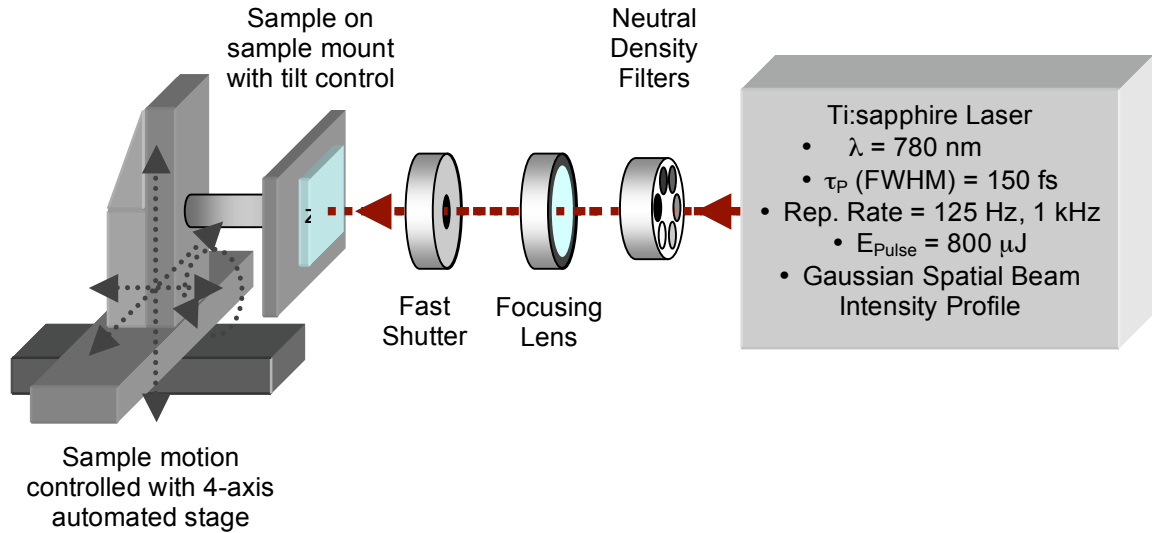 Sample on
sample mount
with tilt control
Neutral
Density
Filters
Ti:sapphire Laser
• λ = 780 nm
• τP (FWHM) = 150 fs
• Rep. Rate = 125 Hz, 1 kHz
• EPulse = 800 μJ
• Gaussian Spatial Beam
Intensity Profile
Z
Fast
Shutter
Focusing
Lens
Sample motion
controlled with 4-axis
automated stage